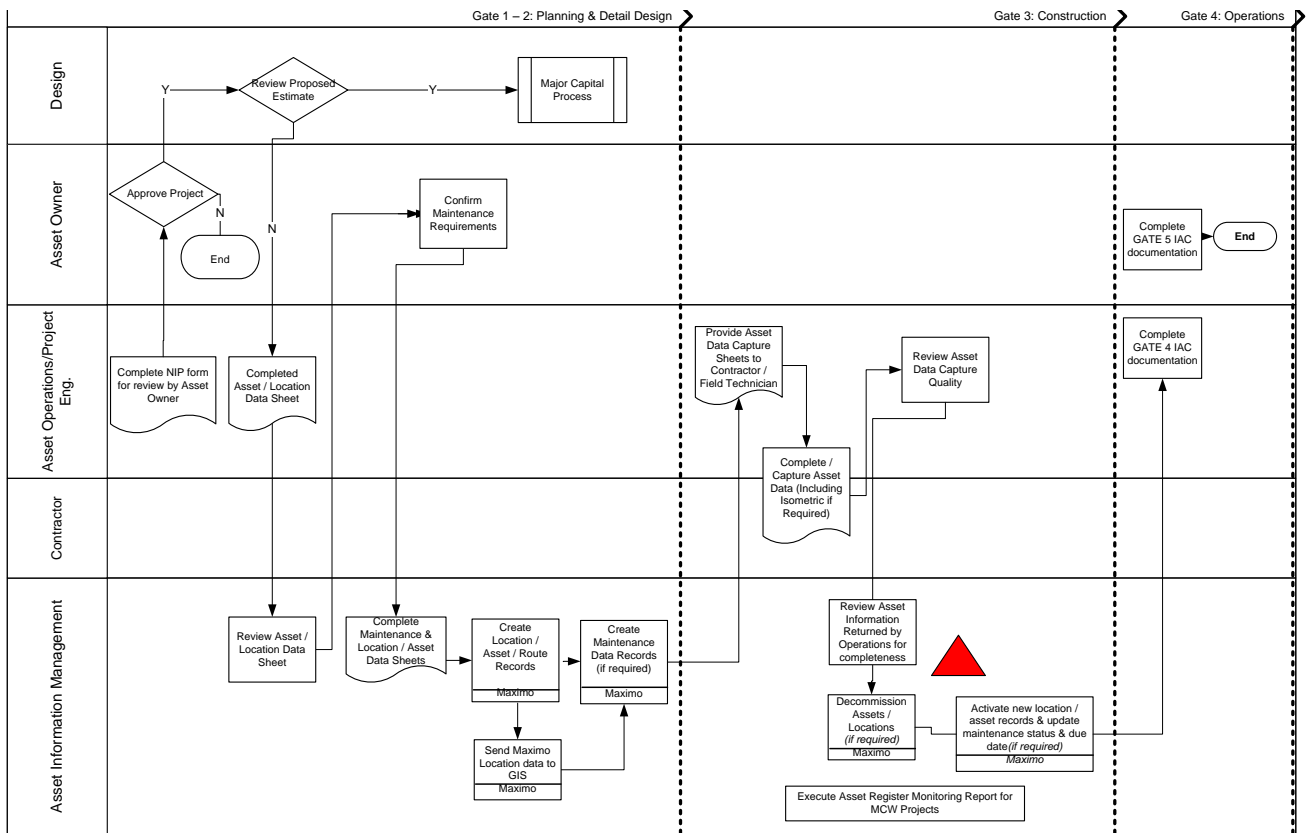 Gate 1 – 2: Planning & Detail Design
Gate 3: Construction
Gate 4: Operations
Design
Review Proposed
Estimate
Y
Y
Major Capital
Process
Asset Owner
Approve Project
N
End
N
Confirm
Maintenance
Requirements
Complete
GATE 5 IAC
documentation
End
Asset Operations/Project
Eng.
Complete NIP form
for review by Asset
Owner
Completed
Asset / Location
Data Sheet
Provide Asset
Data Capture
Sheets to
Contractor /
Field Technician
Review Asset
Data Capture
Quality
Complete
GATE 4 IAC
documentation
Complete /
Capture Asset
Data (Including
Isometric if
Required)
Contractor
Asset Information Management
Review Asset /
Location Data
Sheet
Complete
Maintenance &
Location / Asset
Data Sheets
Create
Location /
Asset / Route
Records
Maximo
Create
Maintenance
Data Records
(if required)
Maximo
Send Maximo
Location data to
GIS
Maximo
Review Asset
Information
Returned by
Operations for
completeness
Decommission
Assets /
Locations
(if required)
Maximo
Activate new location /
asset records & update
maintenance status & due
date(if required)
Maximo
Execute Asset Register Monitoring Report for
MCW Projects